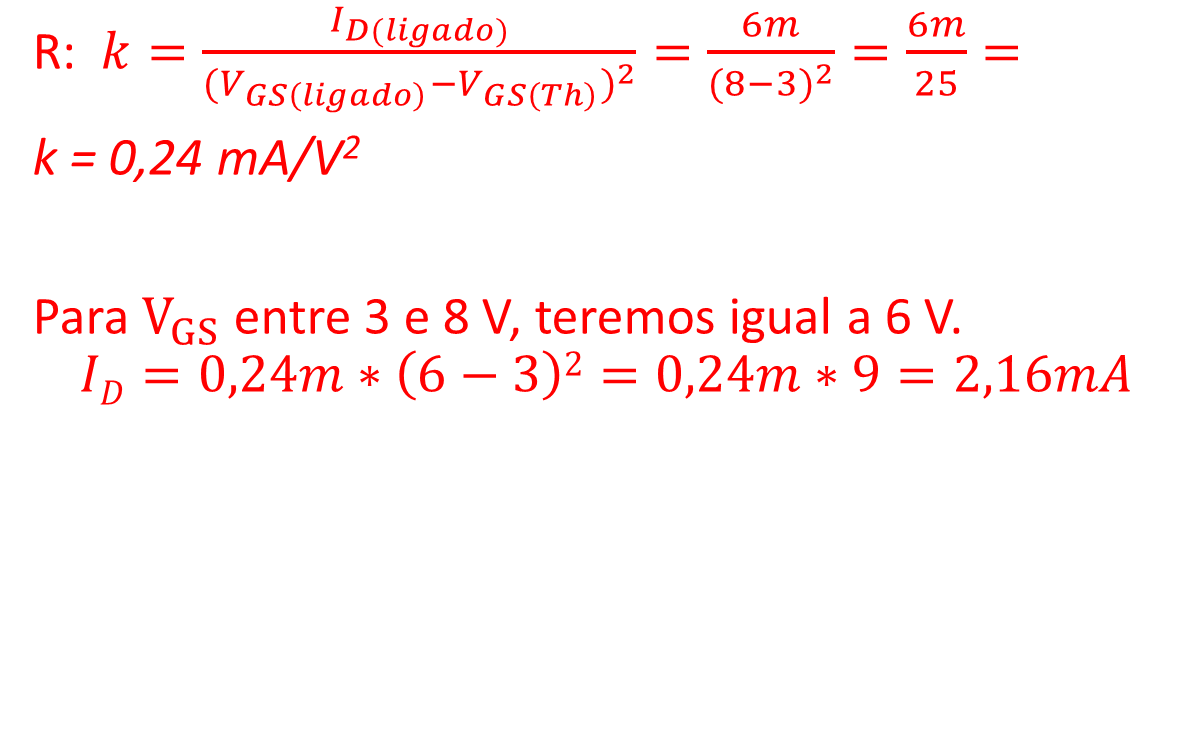 R: k = I_D(ligado) / (V_GS(ligado) − V_GS(Th))² = 6m / (8−3)² = 6m / 25 =
k = 0,24 mA/V²
Para V_GS entre 3 e 8 V, teremos igual a 6 V.
I_D = 0,24m ∗ (6 − 3)² = 0,24m ∗ 9 = 2,16mA